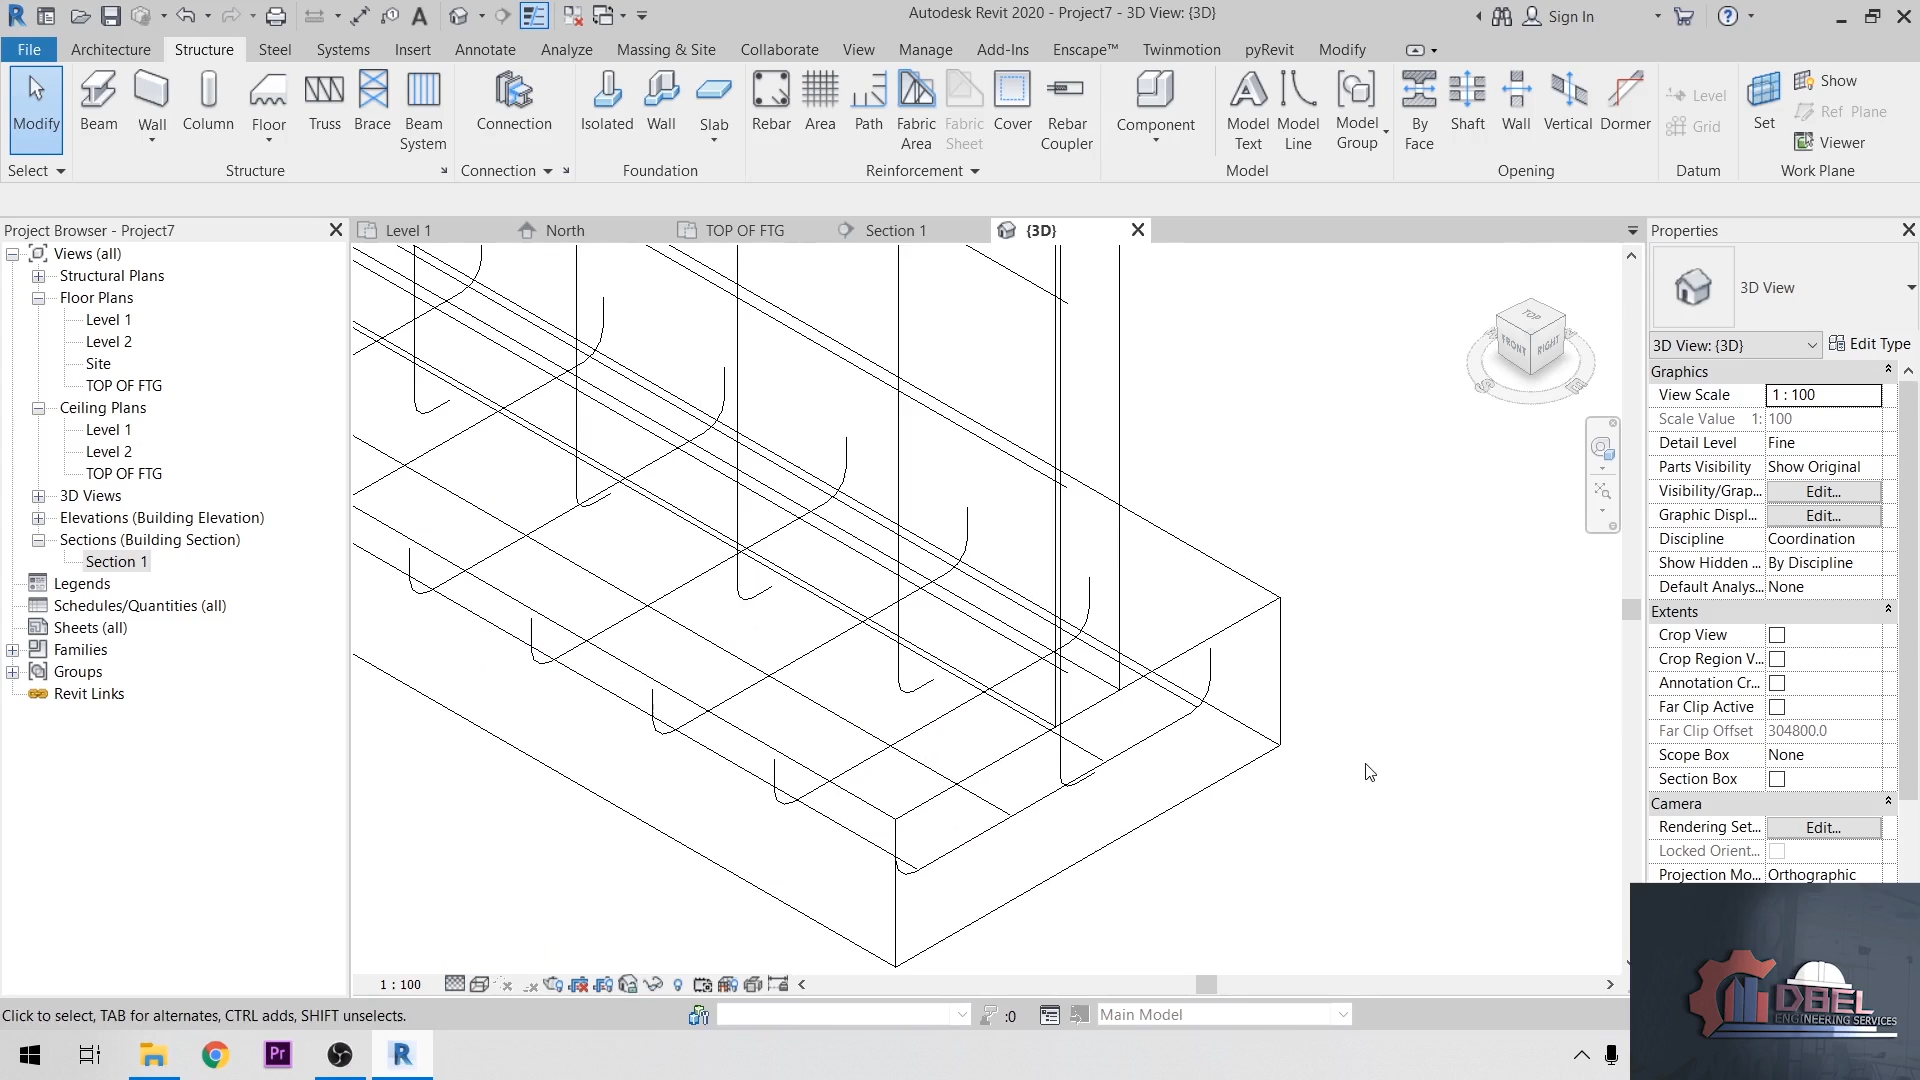 Autodesk Revit 2020 - Project7 - 3D View: {3D}
Sign In
File Architecture Structure Steel Systems Insert Annotate Analyze Massing & Site Collaborate View Manage Add-Ins Enscape™ Twinmotion pyRevit Modify
Modify Beam Wall Column Floor Truss Brace Beam System Connection Isolated Wall Slab Rebar Area Path Fabric Area Fabric Sheet Cover Rebar Coupler Component Model Text Model Line Model Group By Face Shaft Wall Vertical Dormer Level Grid Set Show Ref Plane Viewer
Select Structure Connection Foundation Reinforcement Model Opening Datum Work Plane
Project Browser - Project7
Views (all)
Structural Plans
Floor Plans
Level 1
Level 2
Site
TOP OF FTG
Ceiling Plans
Level 1
Level 2
TOP OF FTG
3D Views
Elevations (Building Elevation)
Sections (Building Section)
Section 1
Legends
Schedules/Quantities (all)
Sheets (all)
Families
Groups
Revit Links
Level 1 North TOP OF FTG Section 1 {3D}
TOP
FRONT RIGHT
Properties
3D View
3D View: {3D} Edit Type
Graphics
View Scale 1 : 100
Scale Value 1: 100
Detail Level Fine
Parts Visibility Show Original
Visibility/Grap... Edit...
Graphic Displ... Edit...
Discipline Coordination
Show Hidden ... By Discipline
Default Analys... None
Extents
Crop View
Crop Region V...
Annotation Cr...
Far Clip Active
Far Clip Offset 304800.0
Scope Box None
Section Box
Camera
Rendering Set... Edit...
Locked Orient...
Projection Mo... Orthographic
1 : 100
Click to select, TAB for alternates, CTRL adds, SHIFT unselects.
:0
Main Model
Pr
DBEL
ENGINEERING SERVICES